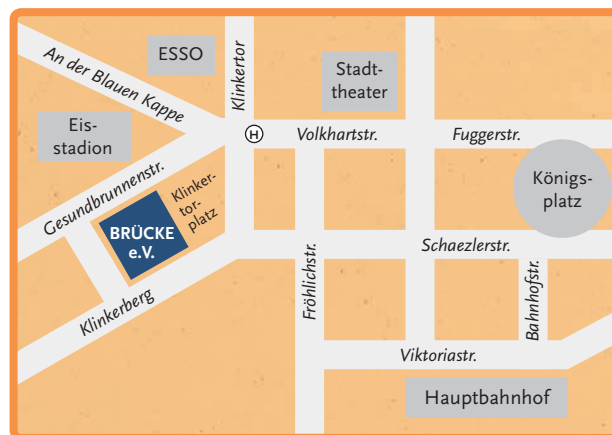 An der Blauen Kappe
ESSO
Klinkertor
Stadt-
theater
Eis-
stadion
H
Volkhartstr.
Fuggerstr.
Gesundbrunnenstr.
Klinker-
tor-
platz
Königs-
platz
BRÜCKE
e.V.
Schaezlerstr.
Klinkerberg
Fröhlichstr.
Bahnhofstr.
Viktoriastr.
Hauptbahnhof